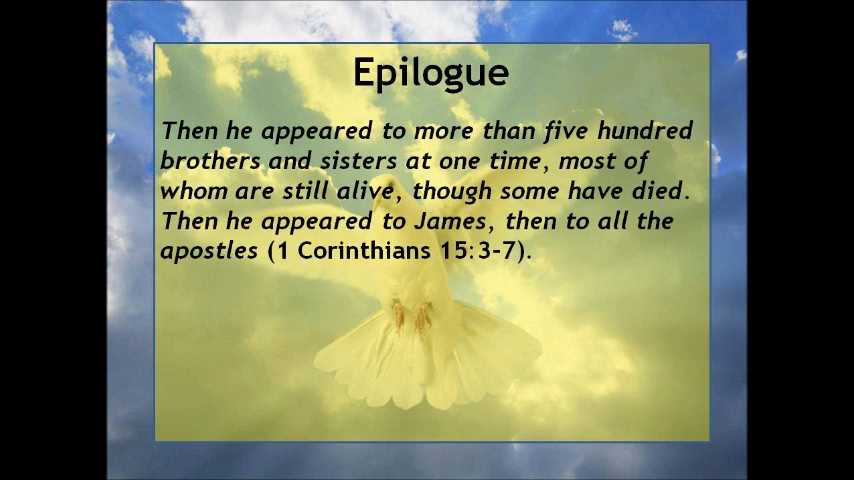 Epilogue
Then he appeared to more than five hundred
brothers and sisters at one time, most of
whom are still alive, though some have died.
Then he appeared to James, then to all the
apostles (1 Corinthians 15:3-7).